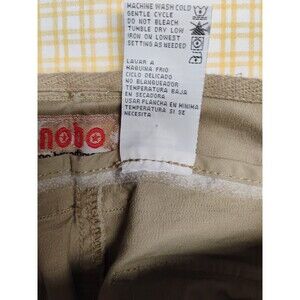 MACHINE WASH COLD
GENTLE CYCLE
DO NOT BLEACH
TUMBLE DRY LOW
IRON ON LOWEST
SETTING AS NEEDED
LAVAR A
MAQUINA FRIO
CICLO DELICADO
NO BLANQUEADOR
TEMPERATURA BAJA
EN SECADORA
USAR PLANCHA EN MINIMA
TEMPERATURA SI SE
NECESITA
nobo